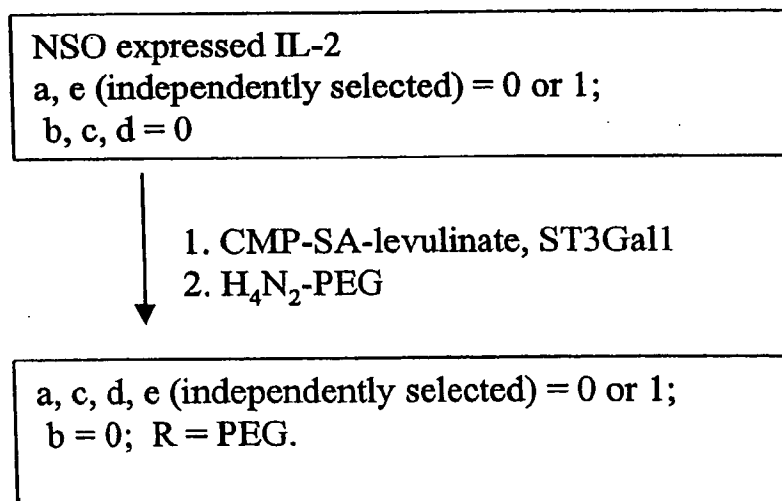 NSO expressed IL-2
a, e (independently selected) = 0 or 1;
b, c, d = 0
1. CMP-SA-levulinate, ST3Gal1
2. H₄N₂-PEG
a, c, d, e (independently selected) = 0 or 1;
b = 0; R = PEG.